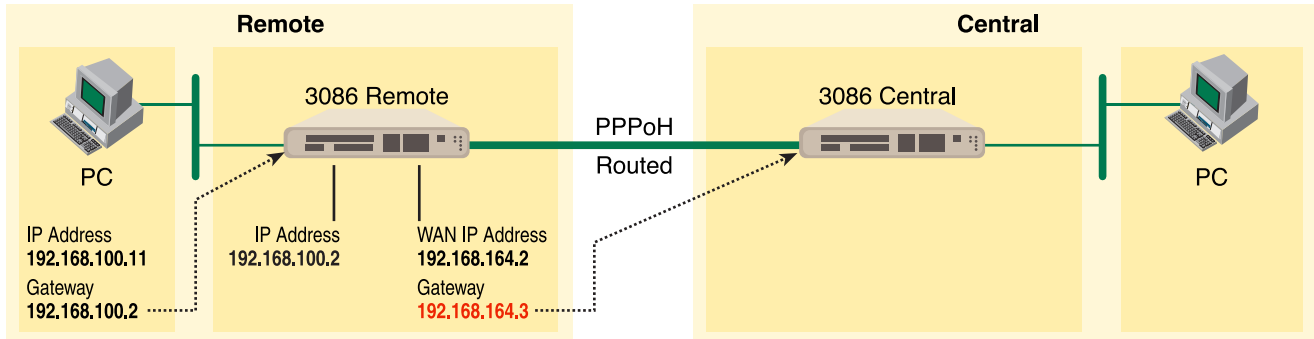 Remote
Central
3086 Remote
3086 Central
PPPoH
Routed
PC
PC
IP Address
192.168.100.11
Gateway
192.168.100.2
IP Address
192.168.100.2
WAN IP Address
192.168.164.2
Gateway
192.168.164.3